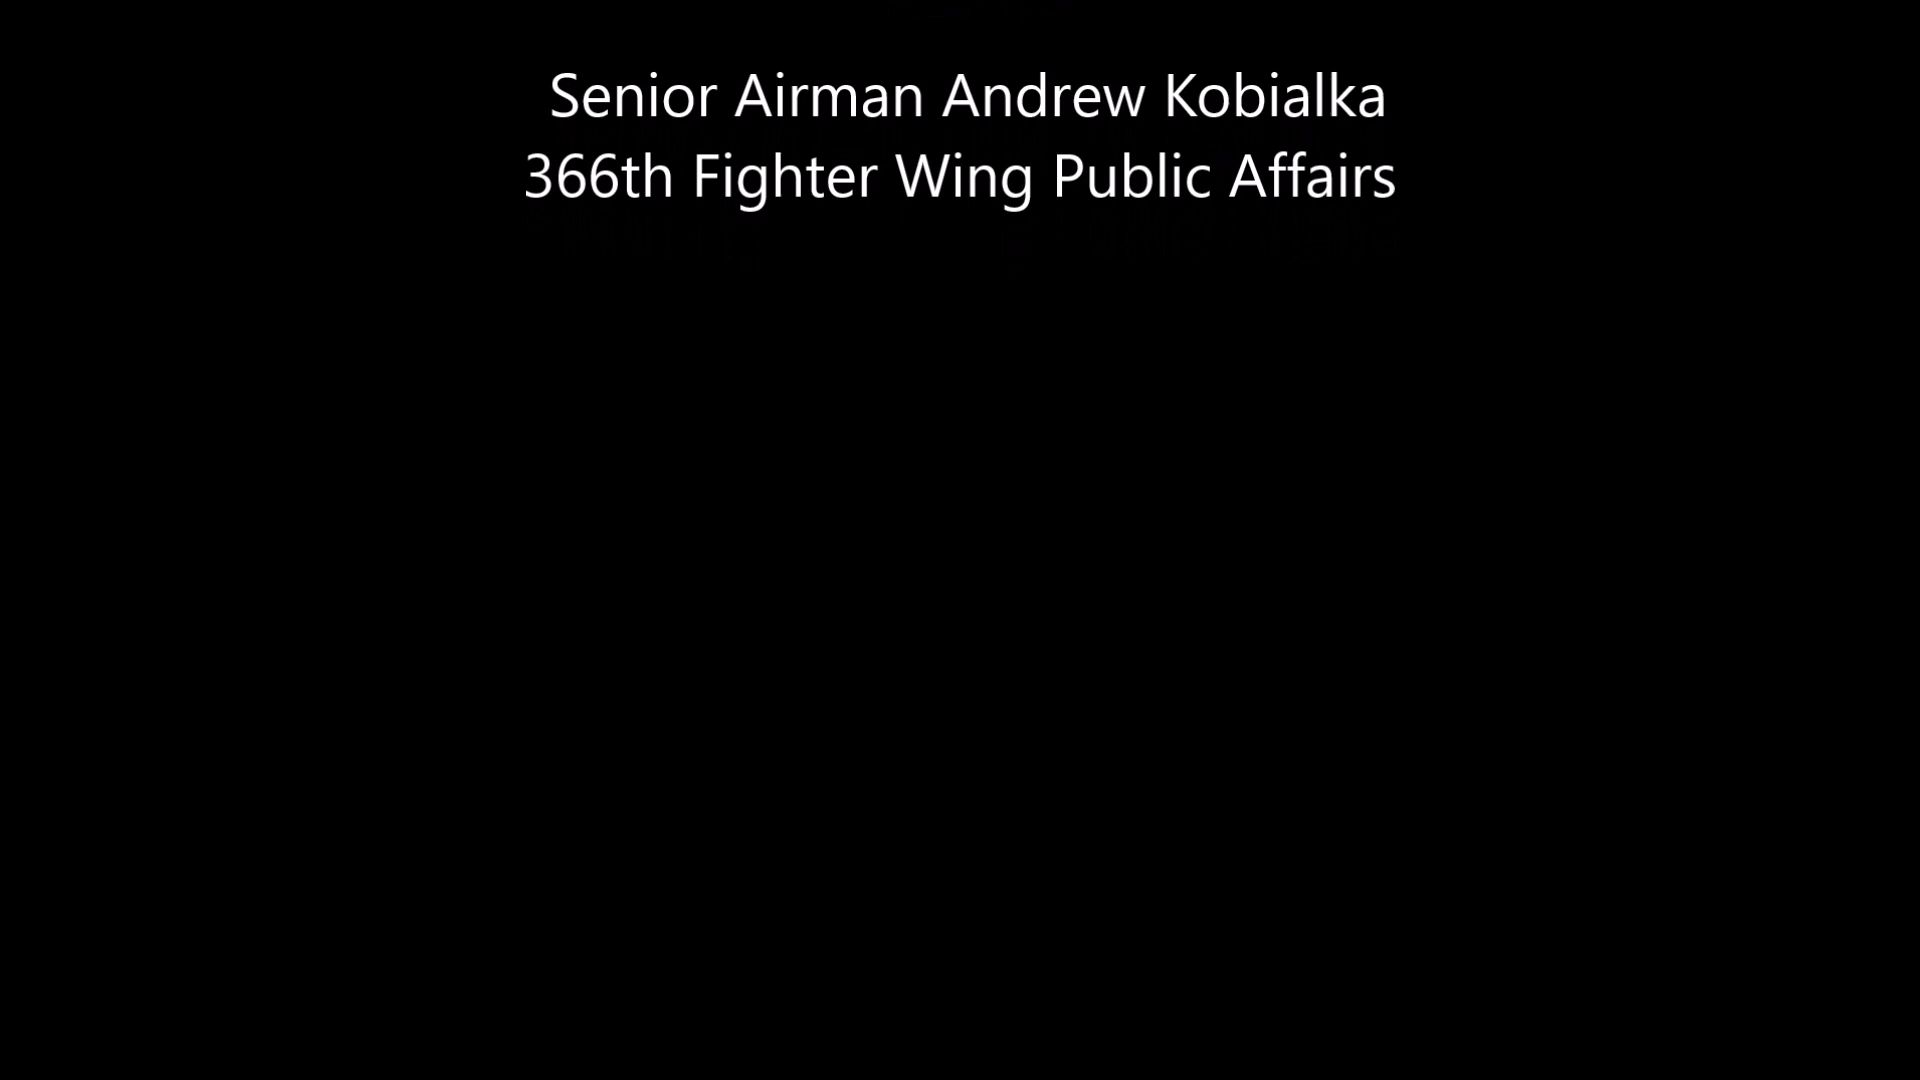 Senior Airman Andrew Kobialka
366th Fighter Wing Public Affairs